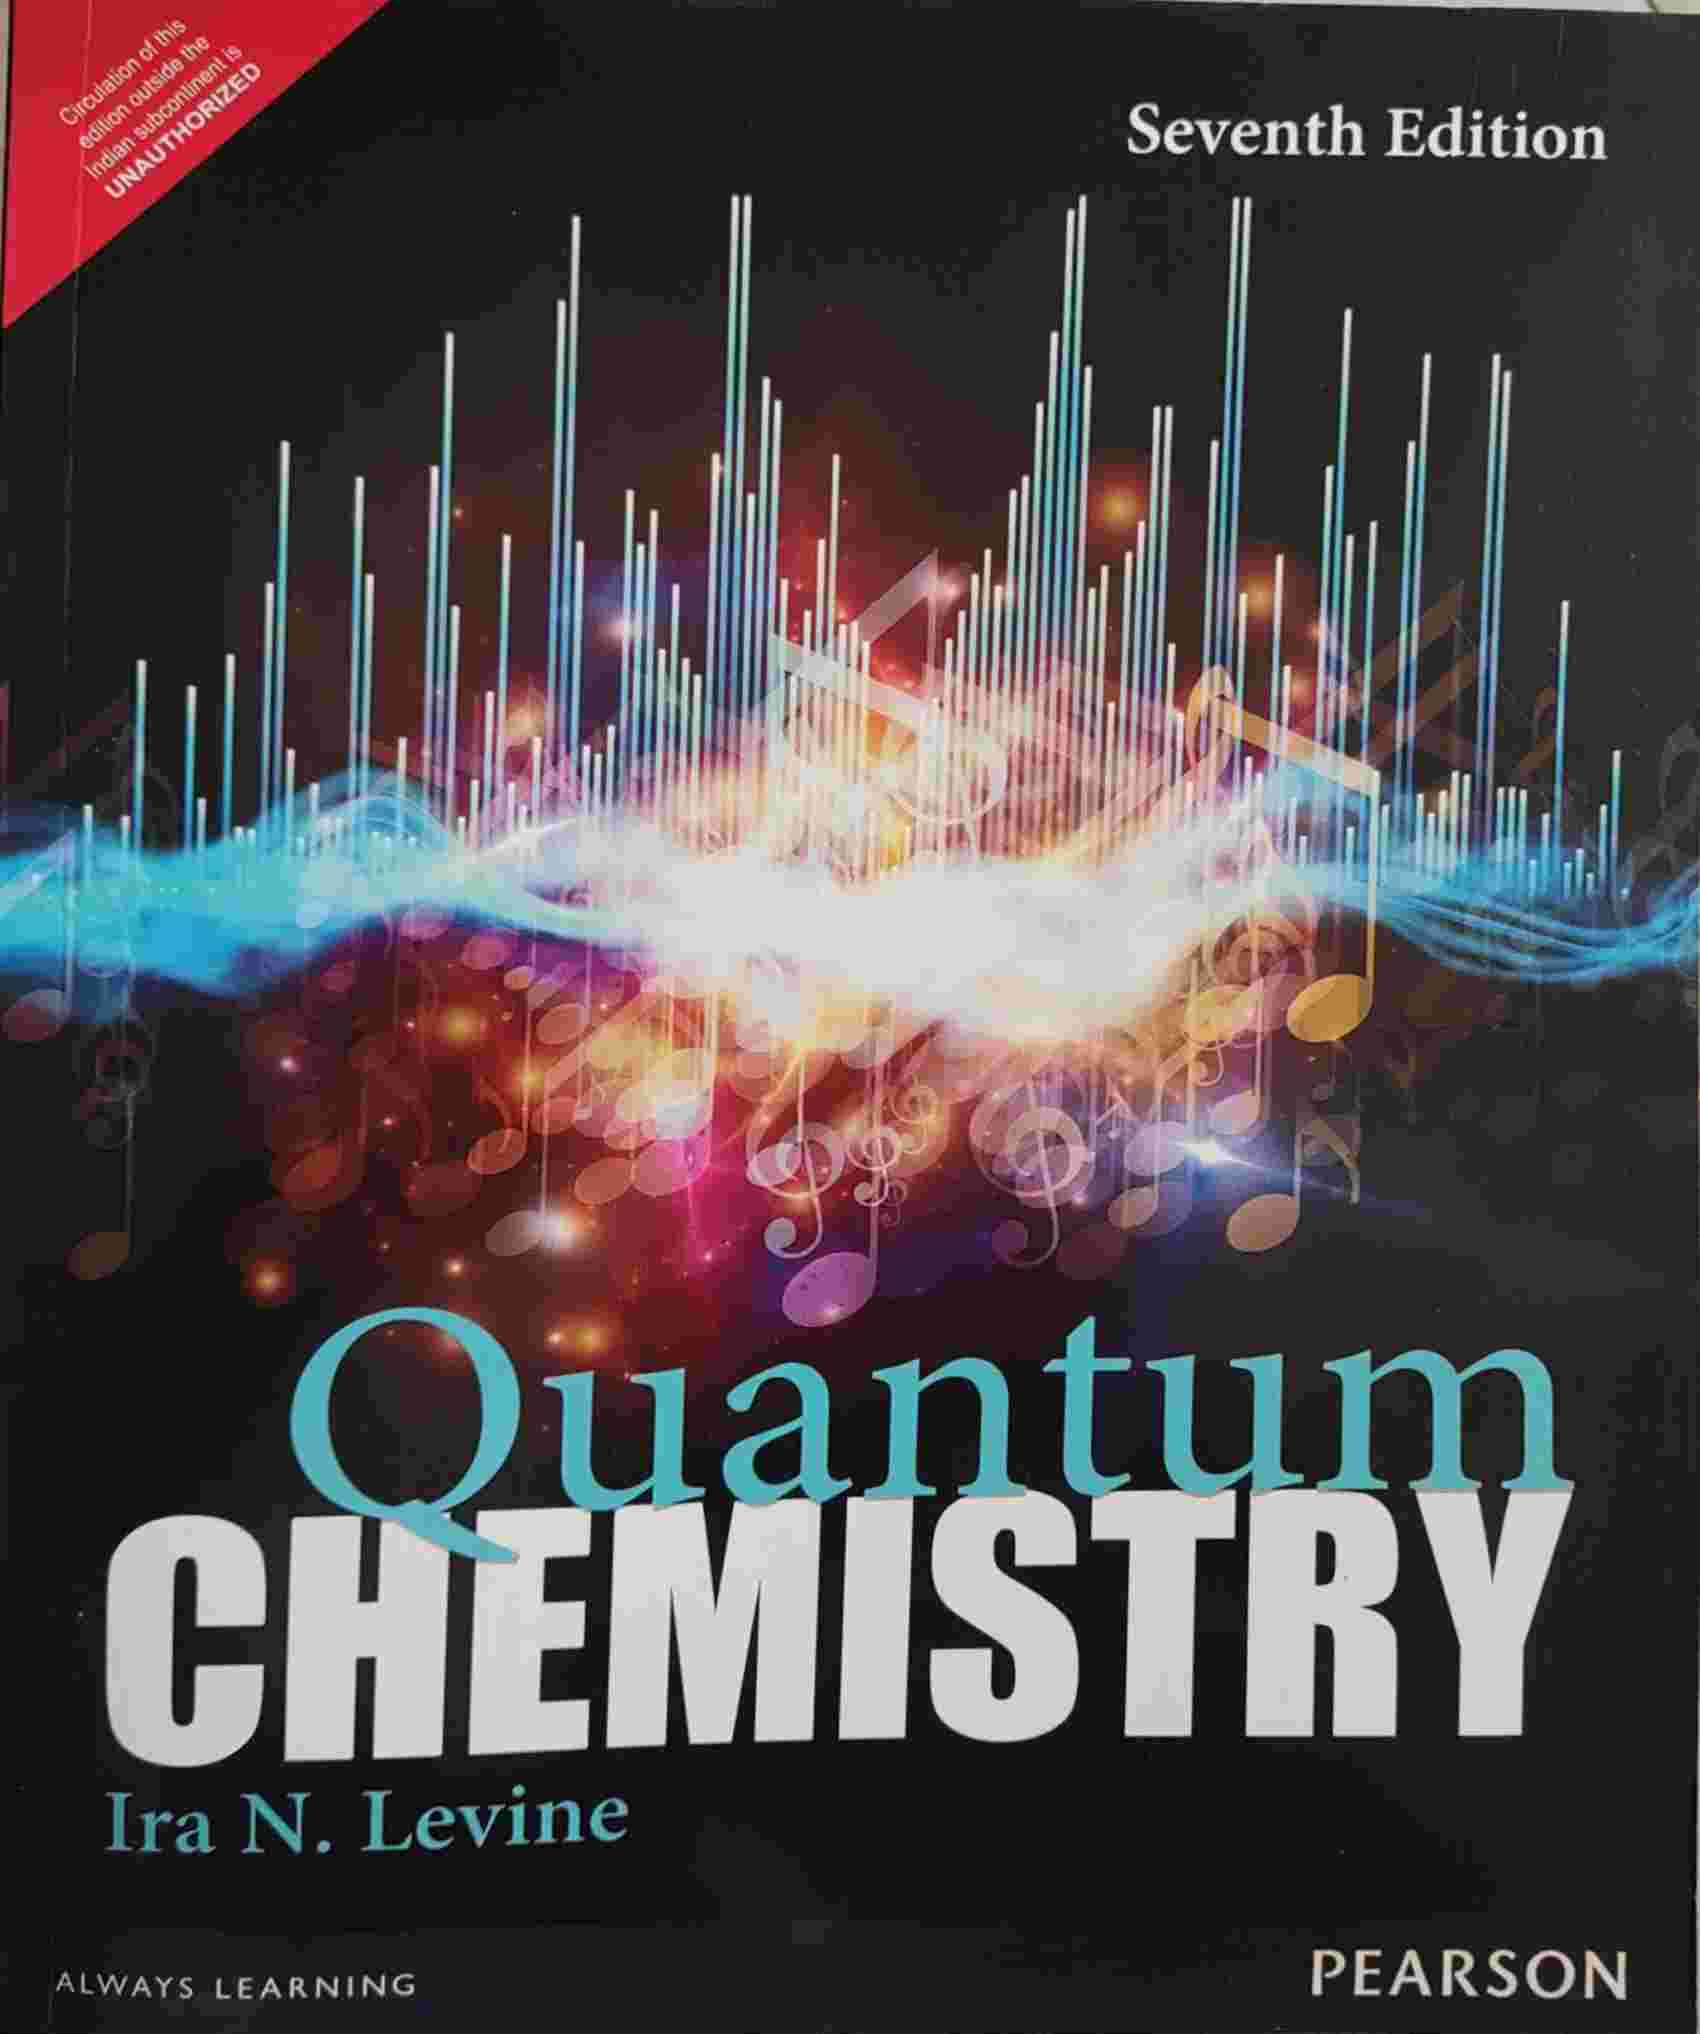 Circulation of this
edition outside the
Indian subcontinent is
UNAUTHORIZED
Seventh Edition
Quantum
CHEMISTRY
Ira N. Levine
ALWAYS LEARNING
PEARSON